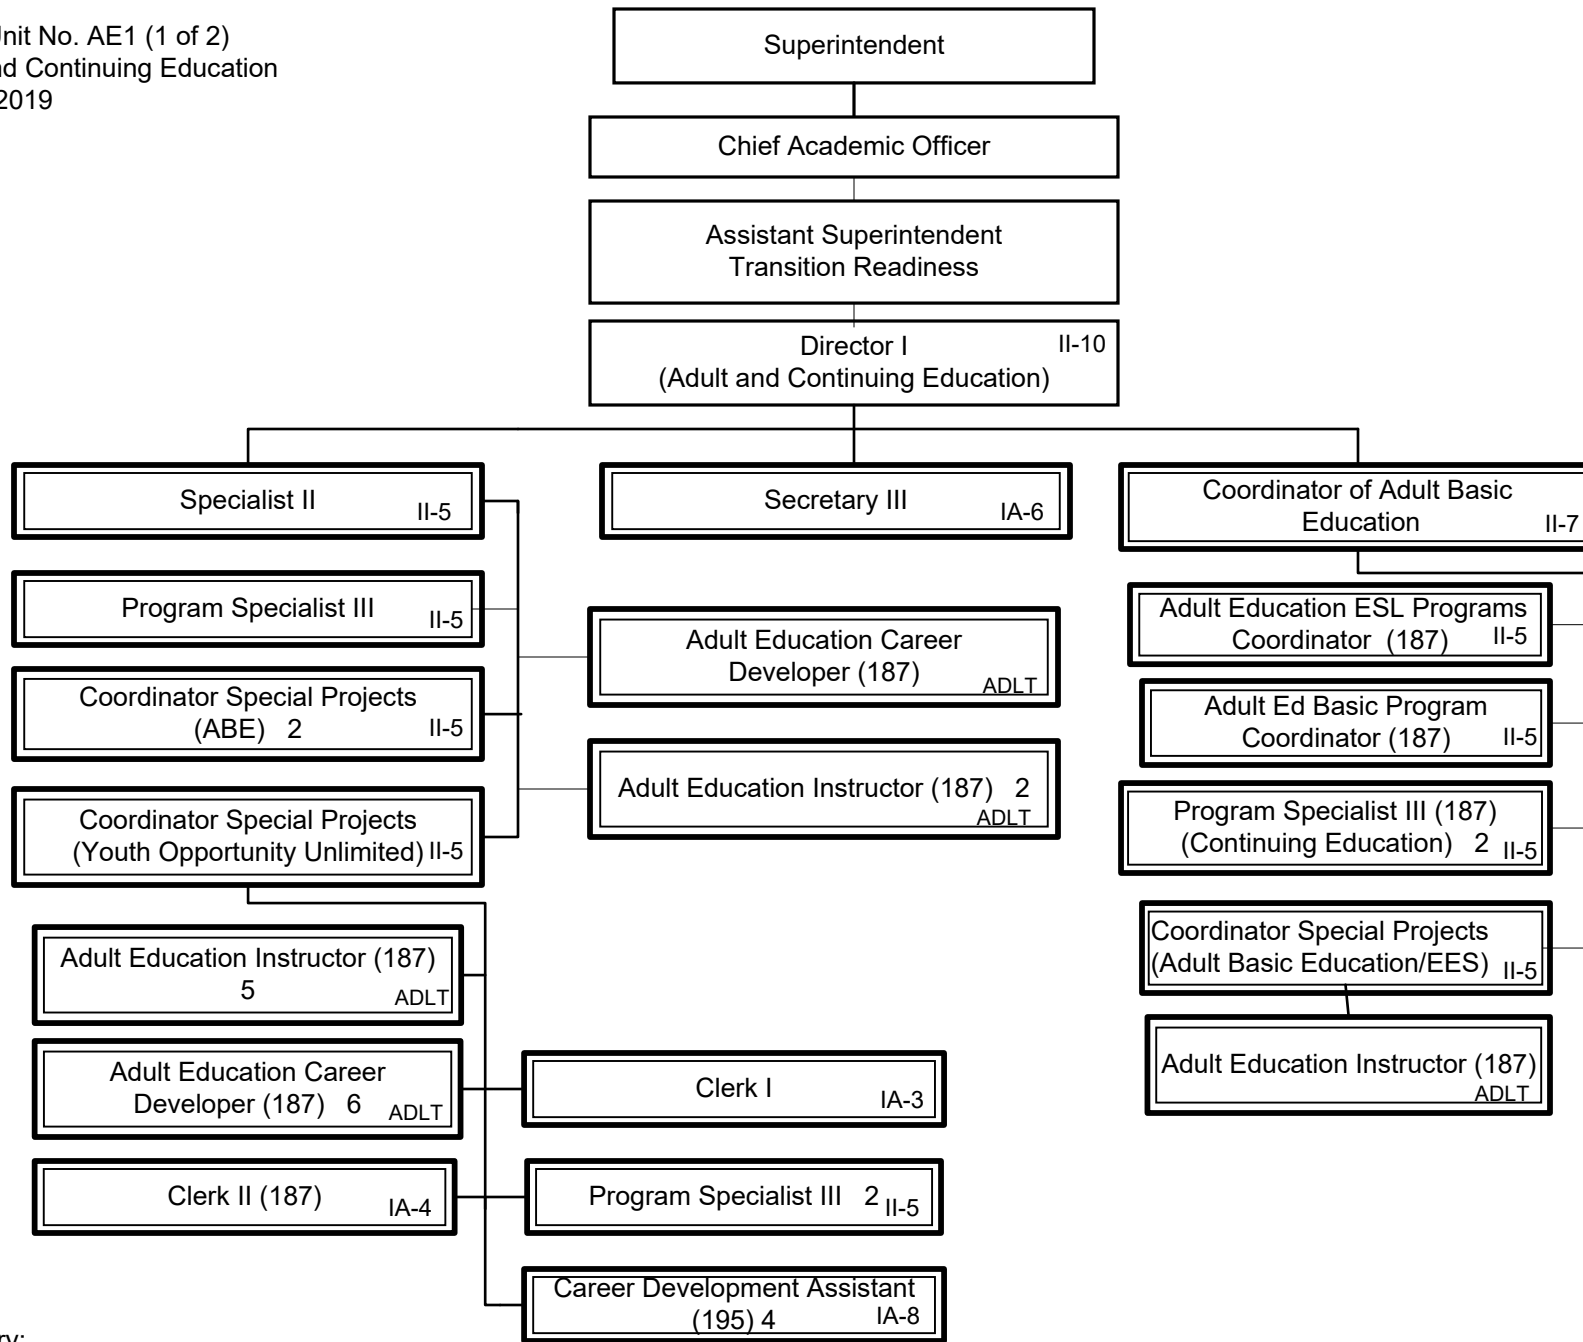 Unit No. AE1 (1 of 2)
nd Continuing Education
2019
Superintendent
Chief Academic Officer
Assistant Superintendent
Transition Readiness
Director I II-10
(Adult and Continuing Education)
Specialist II II-5
Secretary III IA-6
Coordinator of Adult Basic
Education II-7
Program Specialist III II-5
Adult Education Career
Developer (187) ADLT
Adult Education ESL Programs
Coordinator (187) II-5
Coordinator Special Projects
(ABE) 2 II-5
Adult Ed Basic Program
Coordinator (187) II-5
Adult Education Instructor (187) 2
ADLT
Coordinator Special Projects
(Youth Opportunity Unlimited) II-5
Program Specialist III (187)
(Continuing Education) 2 II-5
Adult Education Instructor (187)
5 ADLT
Coordinator Special Projects
(Adult Basic Education/EES) II-5
Adult Education Career
Developer (187) 6 ADLT
Clerk I IA-3
Adult Education Instructor (187)
ADLT
Clerk II (187) IA-4
Program Specialist III 2 II-5
Career Development Assistant
(195) 4 IA-8
ry: